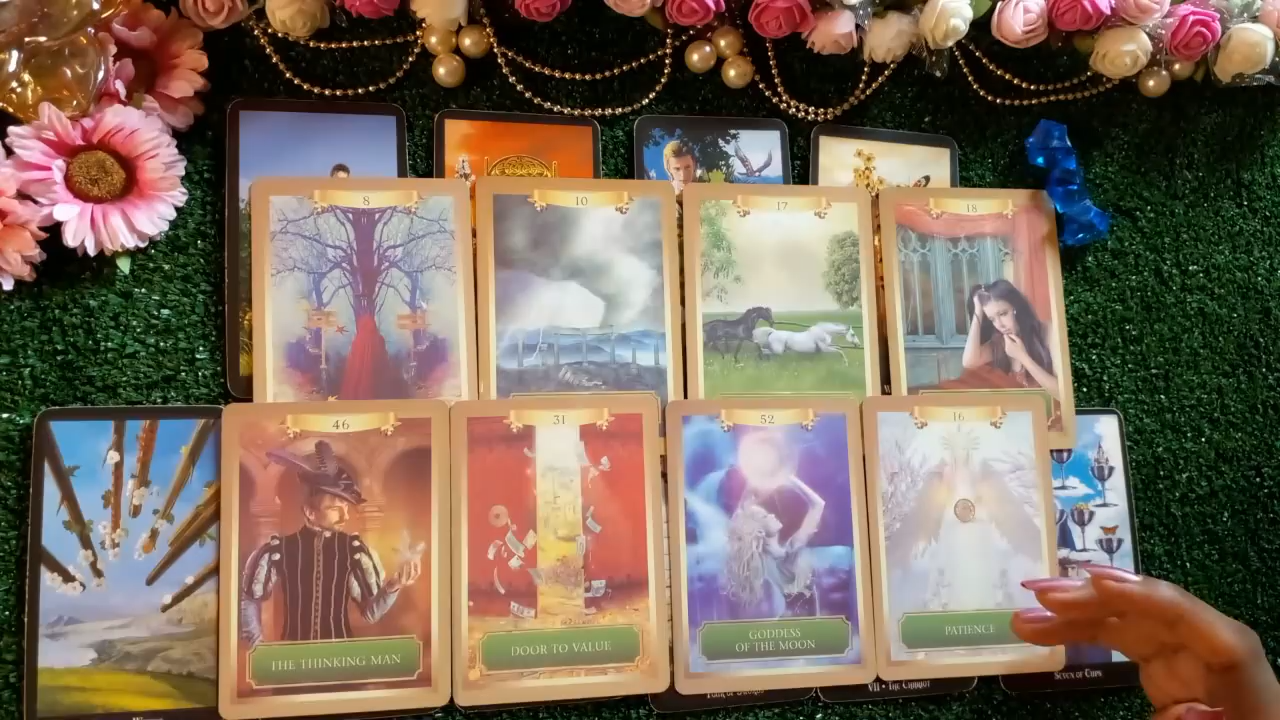 8
10
17
18
46
31
52
16
THE THINKING MAN
DOOR TO VALUE
GODDESS
OF THE MOON
PATIENCE
VII • THE CHARIOT
SEVEN OF CUPS